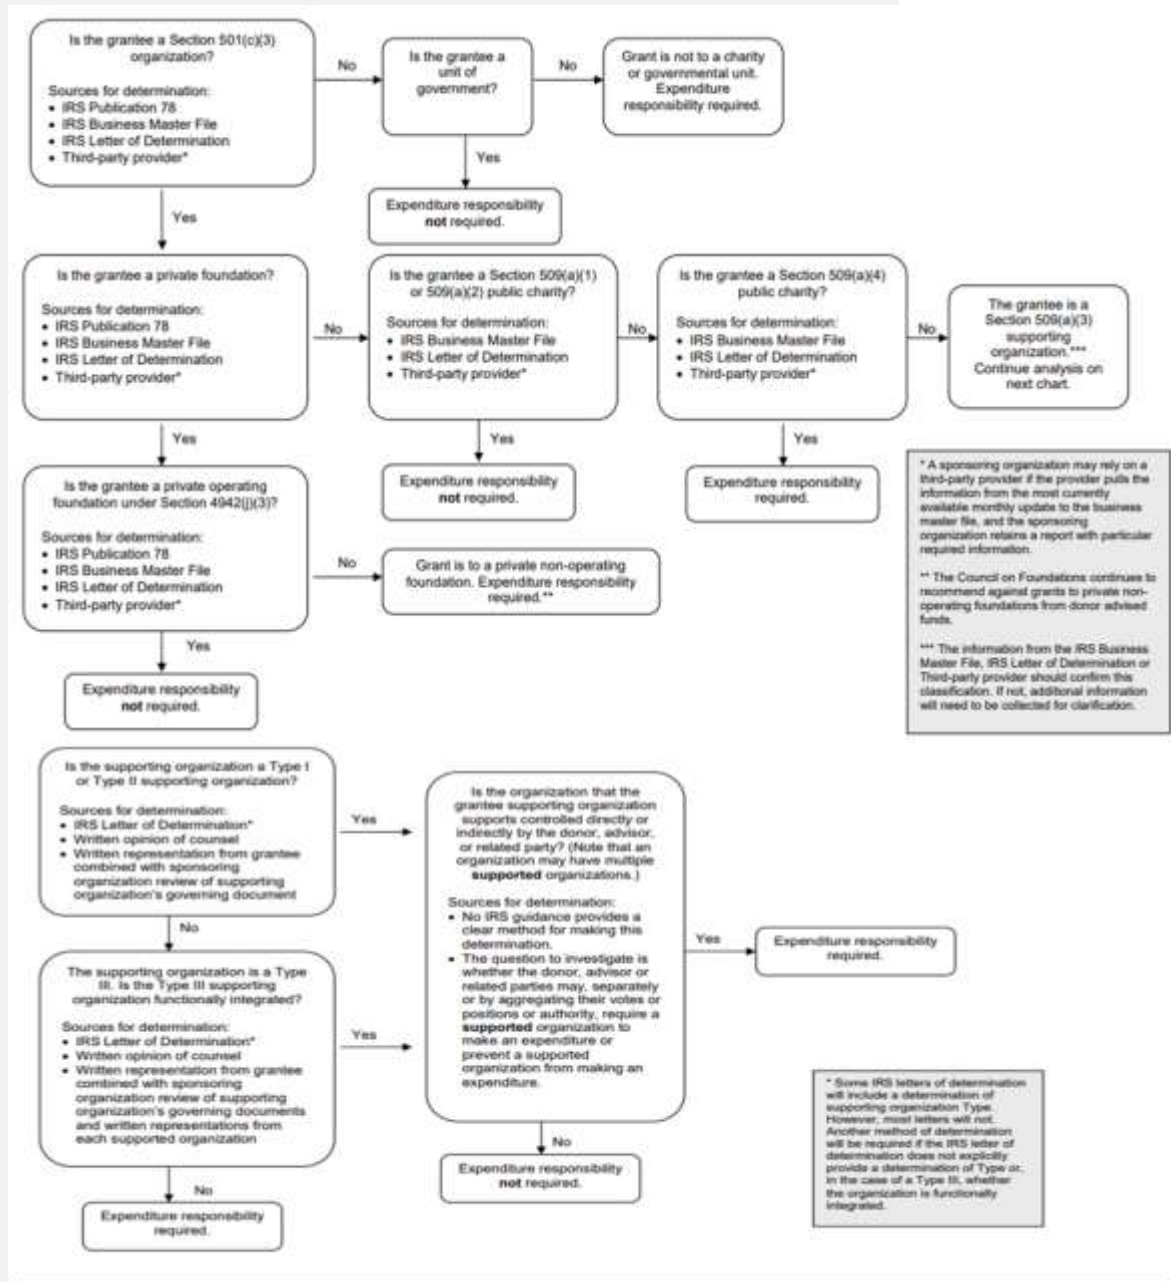 Is the grantee a Section 501(c)(3)
organization?
Sources for determination:
• IRS Publication 78
• IRS Business Master File
• IRS Letter of Determination
• Third-party provider*
No
Is the grantee a
unit of
government?
No
Grant is not to a charity
or governmental unit.
Expenditure
responsibility required.
Yes
Expenditure responsibility
not required.
Yes
Is the grantee a private foundation?
Sources for determination:
• IRS Publication 78
• IRS Business Master File
• IRS Letter of Determination
• Third-party provider*
No
Is the grantee a Section 509(a)(1)
or 509(a)(2) public charity?
Sources for determination:
• IRS Business Master File
• IRS Letter of Determination
• Third-party provider*
No
Is the grantee a Section 509(a)(4)
public charity?
Sources for determination:
• IRS Business Master File
• IRS Letter of Determination
• Third-party provider*
No
The grantee is a
Section 509(a)(3)
supporting
organization.***
Continue analysis on
next chart.
Yes
Yes
Yes
Expenditure responsibility
not required.
Expenditure responsibility
required.
Is the grantee a private operating
foundation under Section 4942(j)(3)?
Sources for determination:
• IRS Publication 78
• IRS Business Master File
• IRS Letter of Determination
• Third-party provider*
No
Grant is to a private non-operating
foundation. Expenditure responsibility
required.**
Yes
Expenditure responsibility
not required.
* A sponsoring organization may rely on a
third-party provider if the provider pulls the
information from the most currently
available monthly update to the business
master file, and the sponsoring
organization retains a report with particular
required information.
** The Council on Foundations continues to
recommend against grants to private non-
operating foundations from donor advised
funds.
*** The information from the IRS Business
Master File, IRS Letter of Determination or
Third-party provider should confirm this
classification. If not, additional information
will need to be collected for clarification.
Is the supporting organization a Type I
or Type II supporting organization?
Sources for determination:
• IRS Letter of Determination*
• Written opinion of counsel
• Written representation from grantee
combined with sponsoring
organization review of supporting
organization's governing document
Yes
No
The supporting organization is a Type
III. Is the Type III supporting
organization functionally integrated?
Sources for determination:
• IRS Letter of Determination*
• Written opinion of counsel
• Written representation from grantee
combined with sponsoring
organization review of supporting
organization's governing documents
and written representations from
each supported organization
Yes
No
Expenditure responsibility
required.
Is the organization that the
grantee supporting organization
supports controlled directly or
indirectly by the donor, advisor,
or related party? (Note that an
organization may have multiple
supported organizations.)
Sources for determination:
• No IRS guidance provides a
clear method for making this
determination.
• The question to investigate is
whether the donor, advisor or
related parties may, separately
or by aggregating their votes or
positions or authority, require a
supported organization to
make an expenditure or
prevent a supported
organization from making an
expenditure.
Yes
Expenditure responsibility
required.
No
Expenditure responsibility
not required.
* Some IRS letters of determination
will include a determination of
supporting organization Type.
However, most letters will not.
Another method of determination
will be required if the IRS letter of
determination does not explicitly
provide a determination of Type or,
in the case of a Type III, whether
the organization is functionally
integrated.